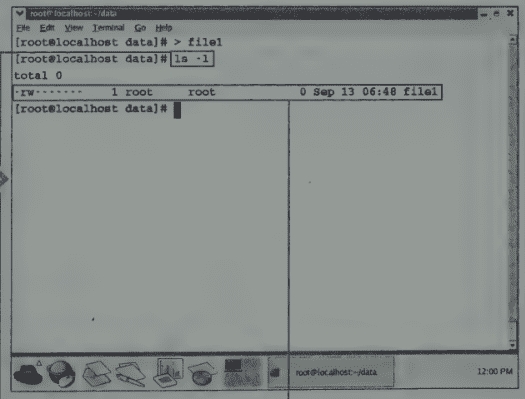 root@localhost:~/data
File Edit View Terminal Go Help
[root@localhost data]# > file1
[root@localhost data]# ls -l
total 0
-rw------- 1 root root 0 Sep 13 06:48 file1
[root@localhost data]#
root@localhost:~/data 12:00 PM